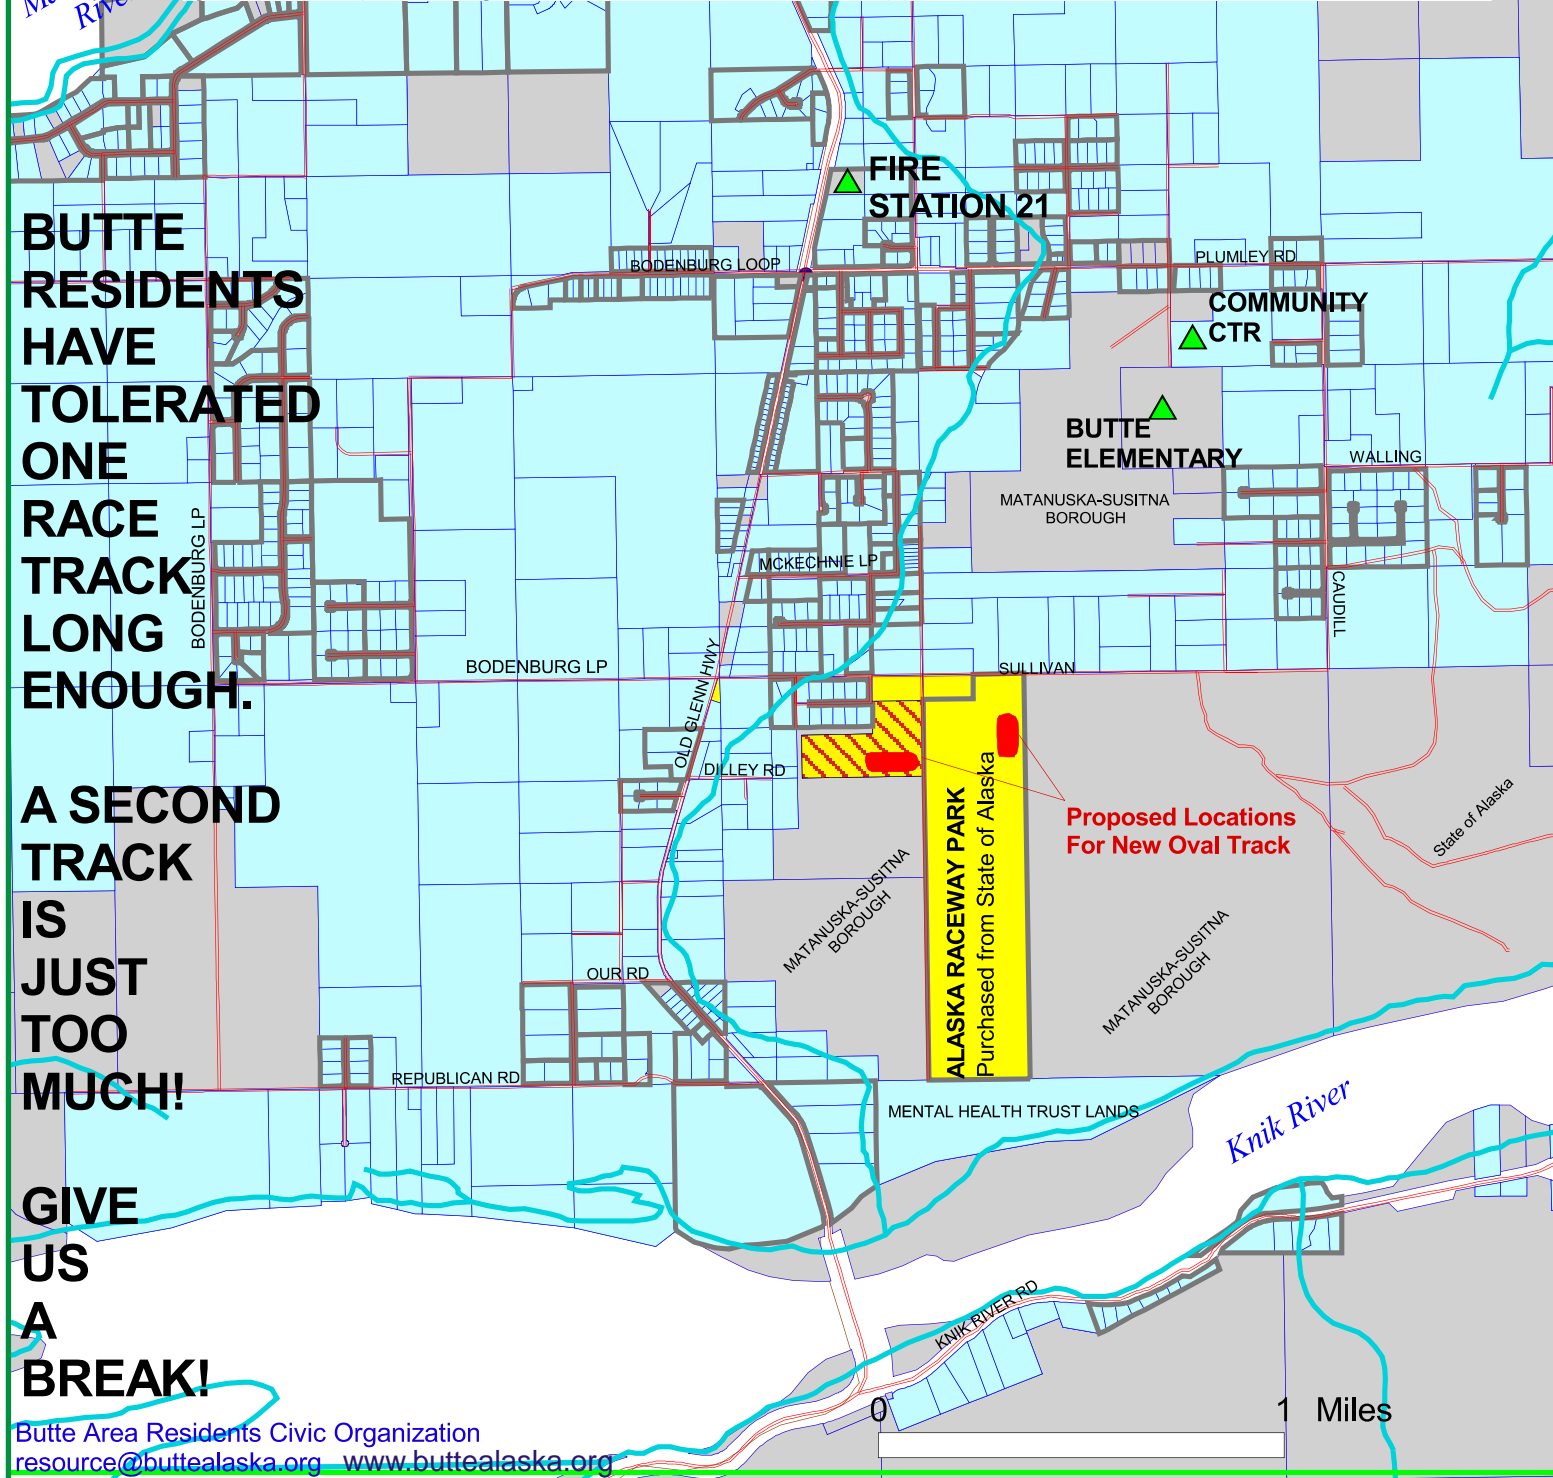 River
FIRE
STATION 21
BUTTE
RESIDENTS
HAVE
TOLERATED
ONE
RACE
TRACK
LONG
ENOUGH.
A SECOND
TRACK
IS
JUST
TOO
MUCH!
GIVE
US
A
BREAK!
BODENBURG LOOP
PLUMLEY RD
COMMUNITY
CTR
BUTTE
ELEMENTARY
WALLING
MATANUSKA-SUSITNA
BOROUGH
BODENBURG LP
MCKECHNIE LP
CAUDILL
BODENBURG LP
OLD GLENN HWY
SULLIVAN
DILLEY RD
ALASKA RACEWAY PARK
Purchased from State of Alaska
Proposed Locations
For New Oval Track
State of Alaska
MATANUSKA-SUSITNA
BOROUGH
MATANUSKA-SUSITNA
BOROUGH
OUR RD
REPUBLICAN RD
MENTAL HEALTH TRUST LANDS
Knik River
KNIK RIVER RD
0 1 Miles
Butte Area Residents Civic Organization
resource@buttealaska.org www.buttealaska.org